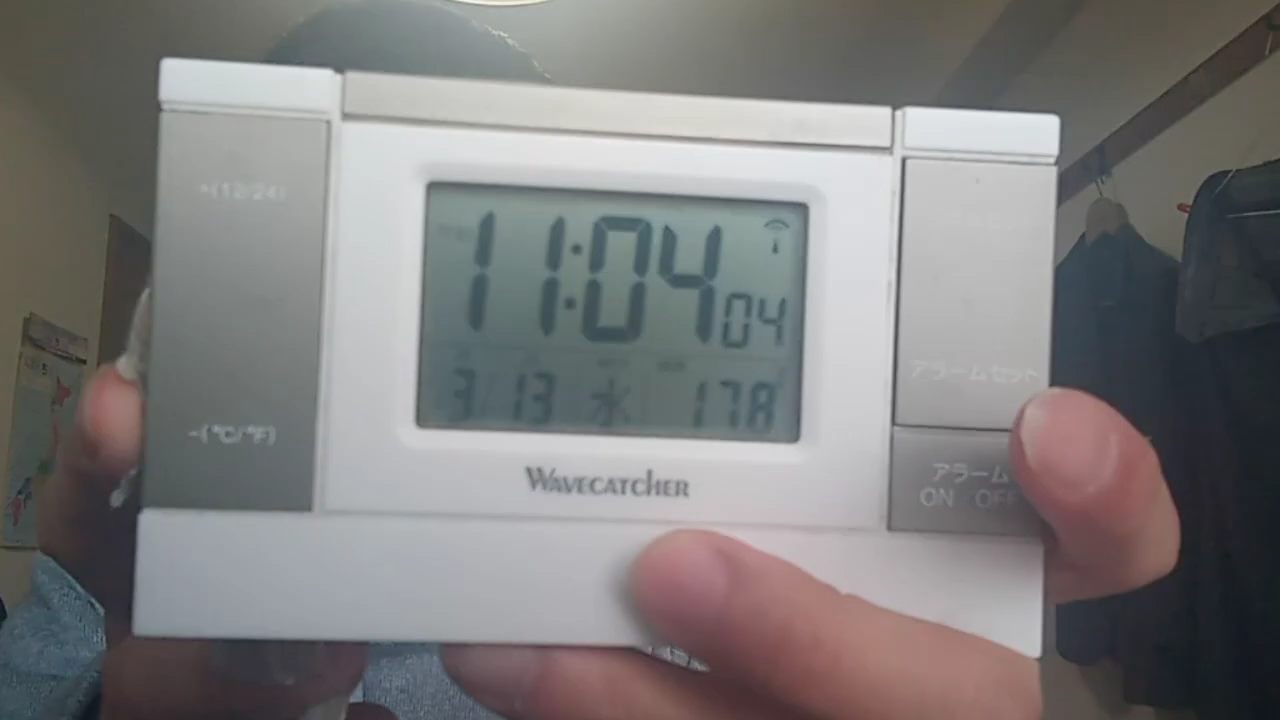 +(12/24)
11:04 04
3/13 木 17.8
アラームセット
-(°C/°F)
アラーム
ON OFF
WAVECATCHER